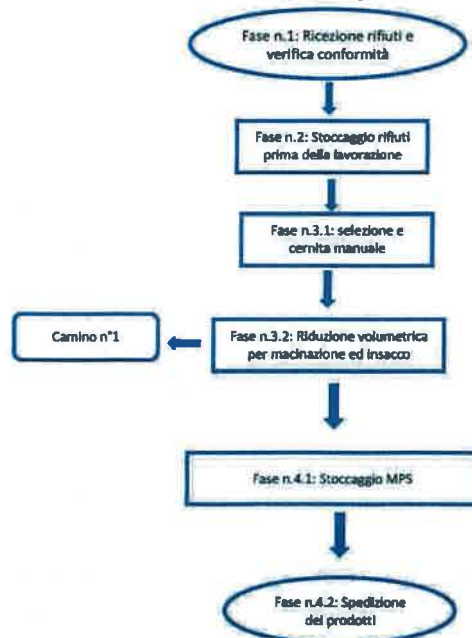 Fase n.1: Ricezione rifiuti e
verifica conformità
Fase n.2: Stoccaggio rifiuti
prima della lavorazione
Fase n.3.1: selezione e
cernita manuale
Camino n°1
Fase n.3.2: Riduzione volumetrica
per macinazione ed insacco
Fase n.4.1: Stoccaggio MPS
Fase n.4.2: Spedizione
dei prodotti